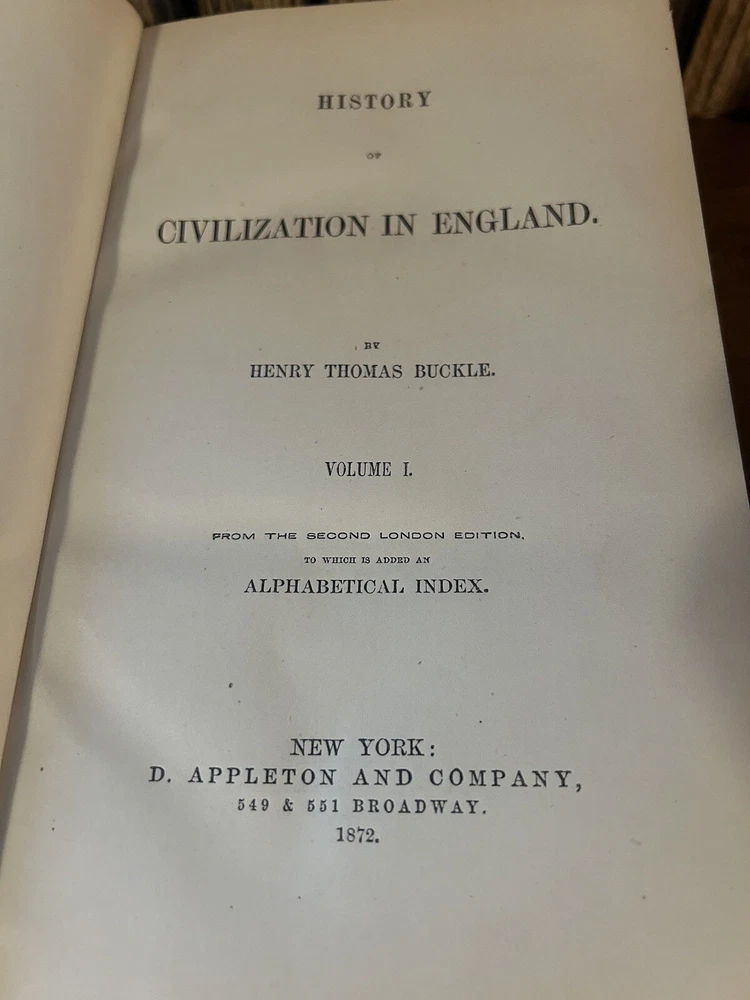 HISTORY
OF
CIVILIZATION IN ENGLAND.
BY
HENRY THOMAS BUCKLE.
VOLUME I.
FROM THE SECOND LONDON EDITION,
TO WHICH IS ADDED AN
ALPHABETICAL INDEX.
NEW YORK:
D. APPLETON AND COMPANY,
549 & 551 BROADWAY.
1872.